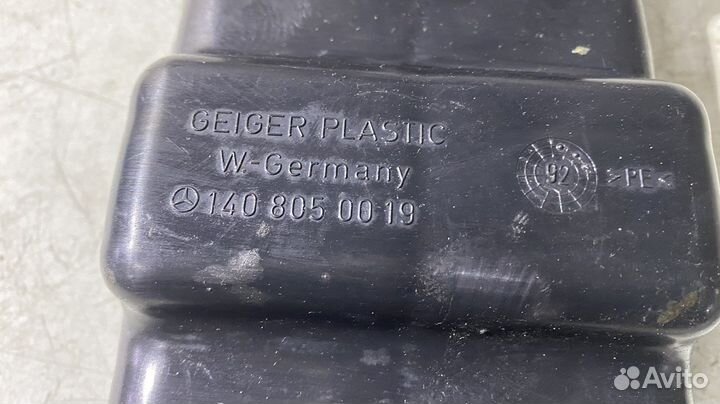 GEIGER PLASTIC
W.-Germany
140 805 00 19
92
>PE<
Avito